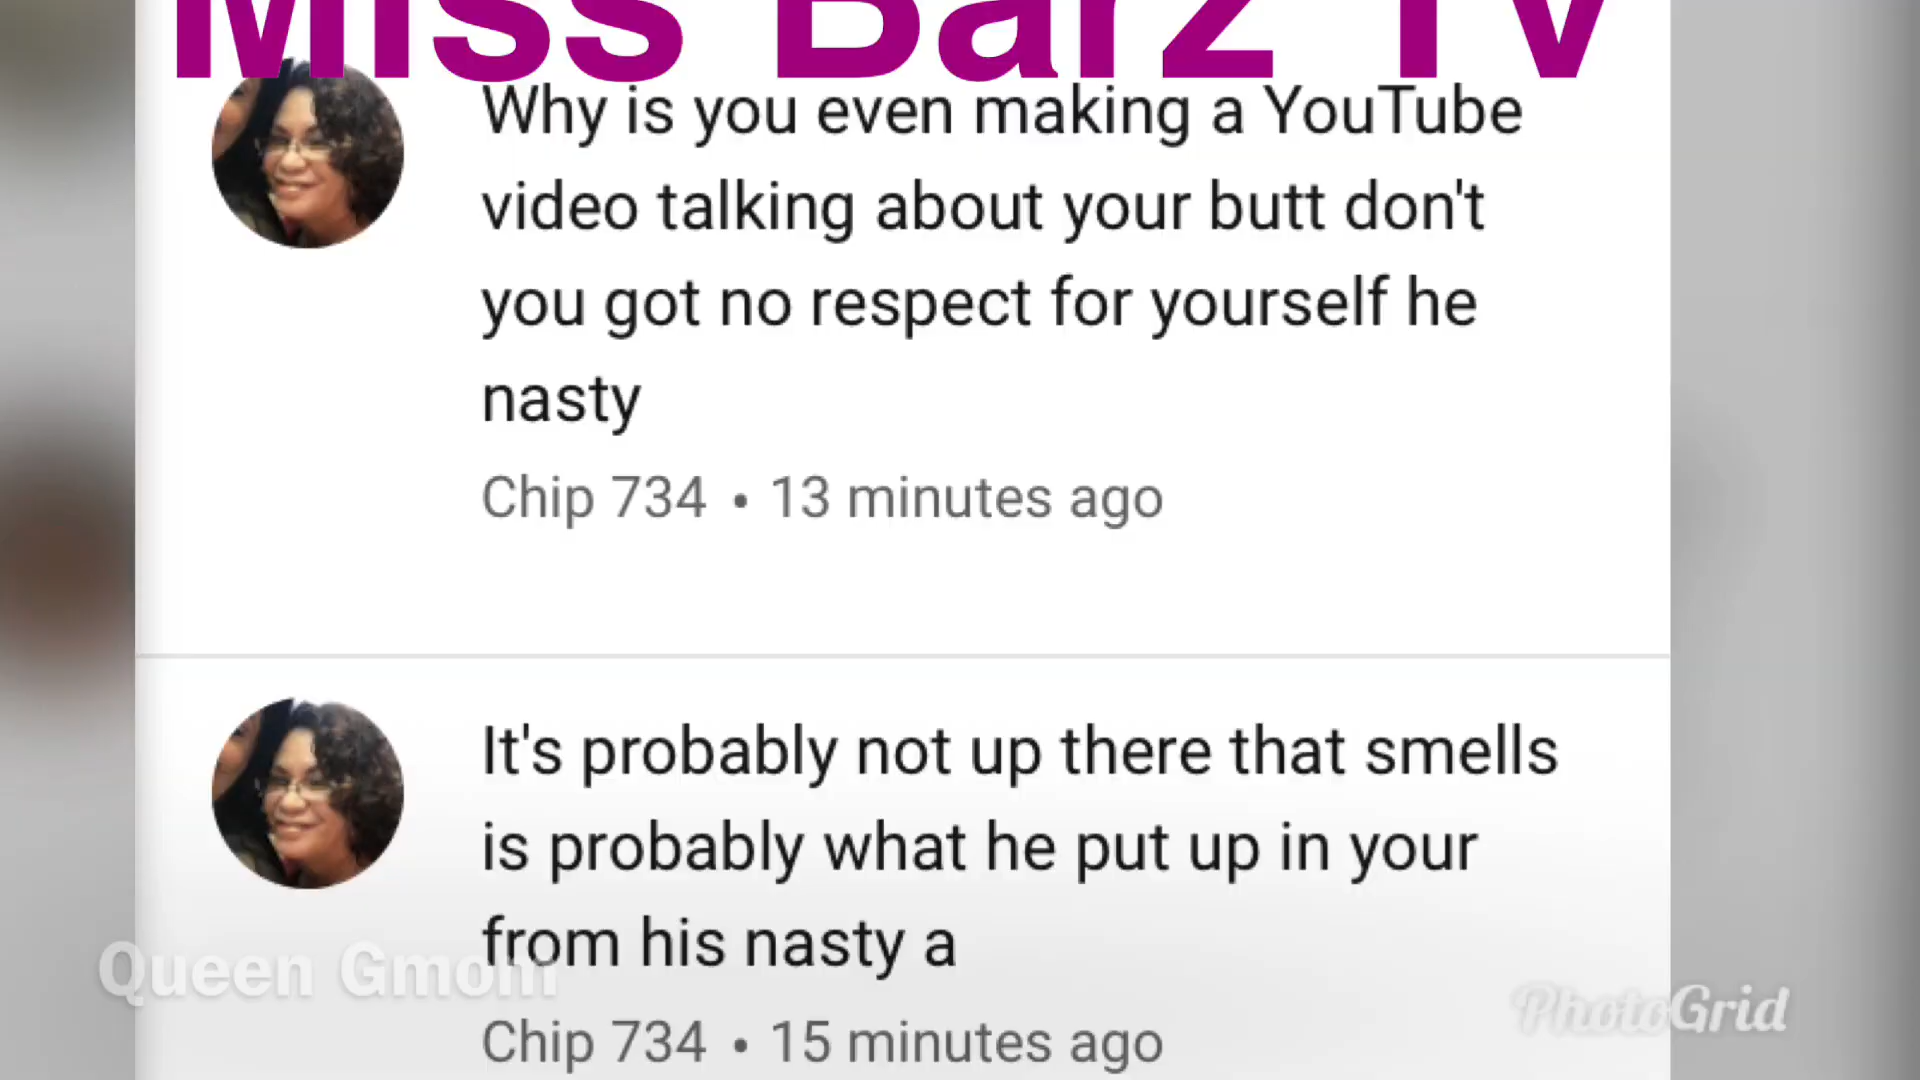 Miss Barz TV
Why is you even making a YouTube
video talking about your butt don't
you got no respect for yourself he
nasty
Chip 734 • 13 minutes ago
It's probably not up there that smells
is probably what he put up in your
from his nasty a
Queen Gmom
Chip 734 • 15 minutes ago
PhotoGrid